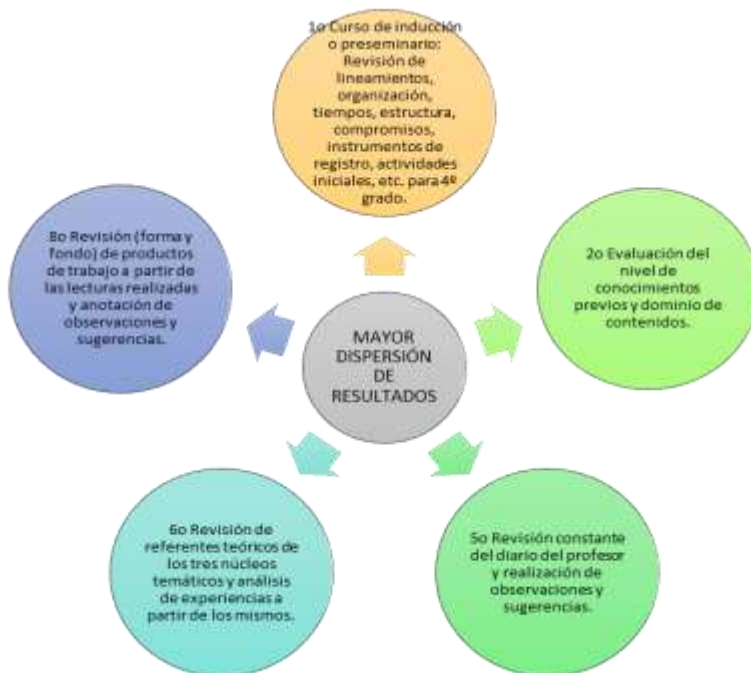 1o Curso de inducción
o preseminario:
Revisión de
lineamientos,
organización,
tiempos, estructura,
compromisos,
instrumentos de
registro, actividades
iniciales, etc. para 4º
grado.
2o Evaluación del
nivel de
conocimientos
previos y dominio de
contenidos.
5o Revisión constante
del diario del profesor
y realización de
observaciones y
sugerencias.
6o Revisión de
referentes teóricos de
los tres núcleos
temáticos y análisis
de experiencias a
partir de los mismos.
8o Revisión (forma y
fondo) de productos
de trabajo a partir de
las lecturas realizadas
y anotación de
observaciones y
sugerencias.
MAYOR
DISPERSIÓN
DE
RESULTADOS